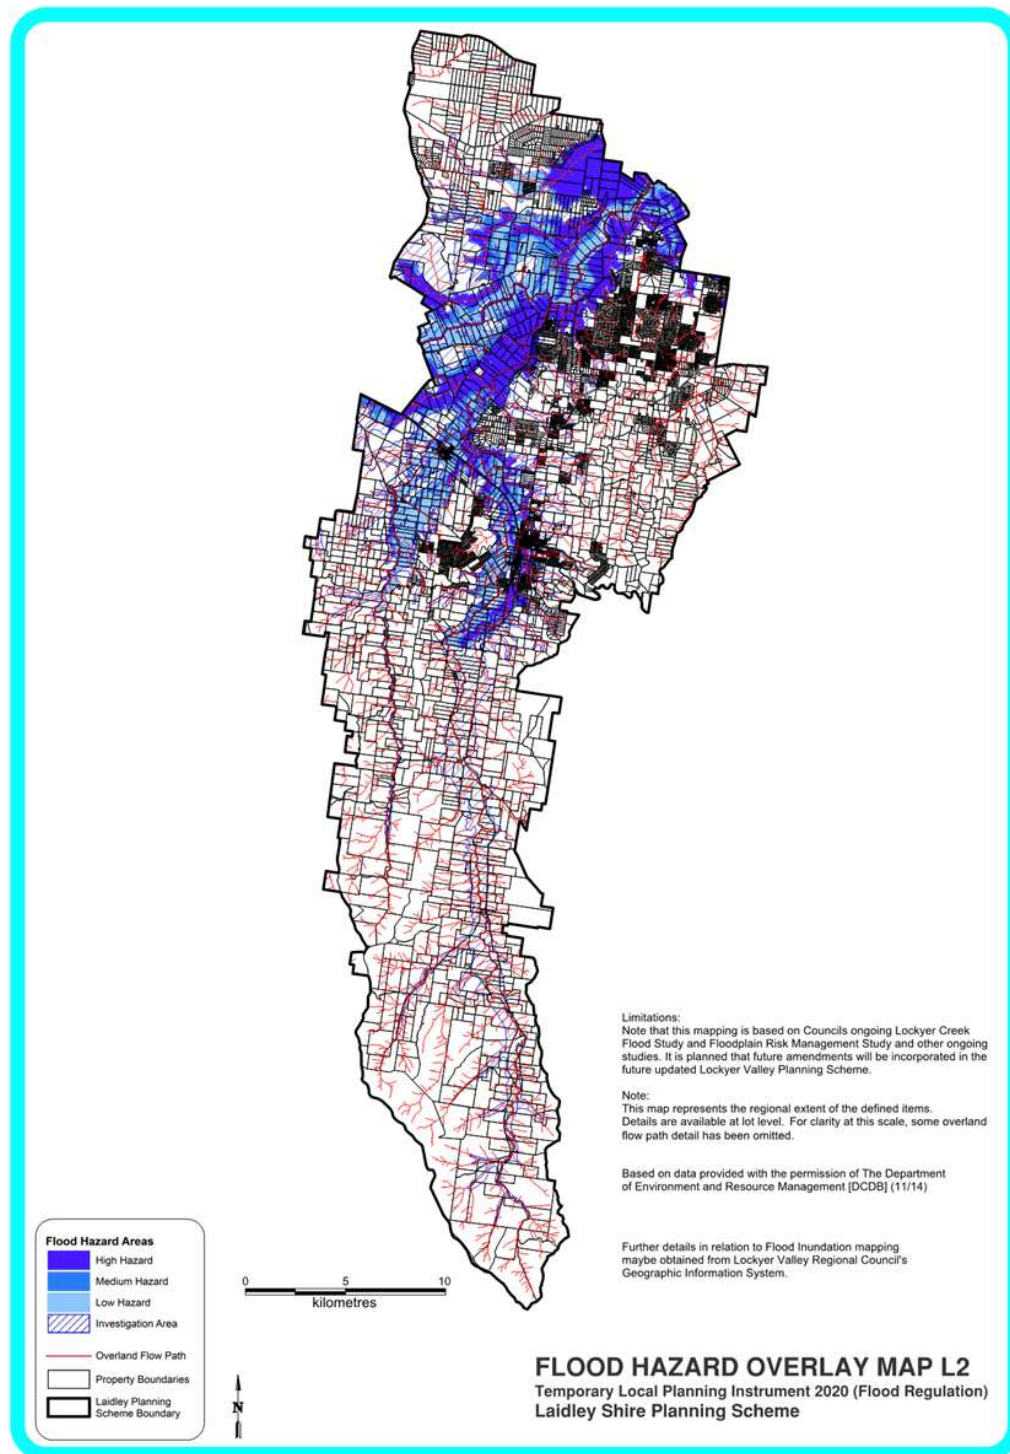 Limitations:
Note that this mapping is based on Councils ongoing Lockyer Creek
Flood Study and Floodplain Risk Management Study and other ongoing
studies. It is planned that future amendments will be incorporated in the
future updated Lockyer Valley Planning Scheme.
Note:
This map represents the regional extent of the defined items.
Details are available at lot level. For clarity at this scale, some overland
flow path detail has been omitted.
Based on data provided with the permission of The Department
of Environment and Resource Management [DCDB] (11/14)
Further details in relation to Flood Inundation mapping
maybe obtained from Lockyer Valley Regional Council's
Geographic Information System.
Flood Hazard Areas
High Hazard
Medium Hazard
Low Hazard
Investigation Area
Overland Flow Path
Property Boundaries
Laidley Planning
Scheme Boundary
0 5 10
kilometres
N
FLOOD HAZARD OVERLAY MAP L2
Temporary Local Planning Instrument 2020 (Flood Regulation)
Laidley Shire Planning Scheme